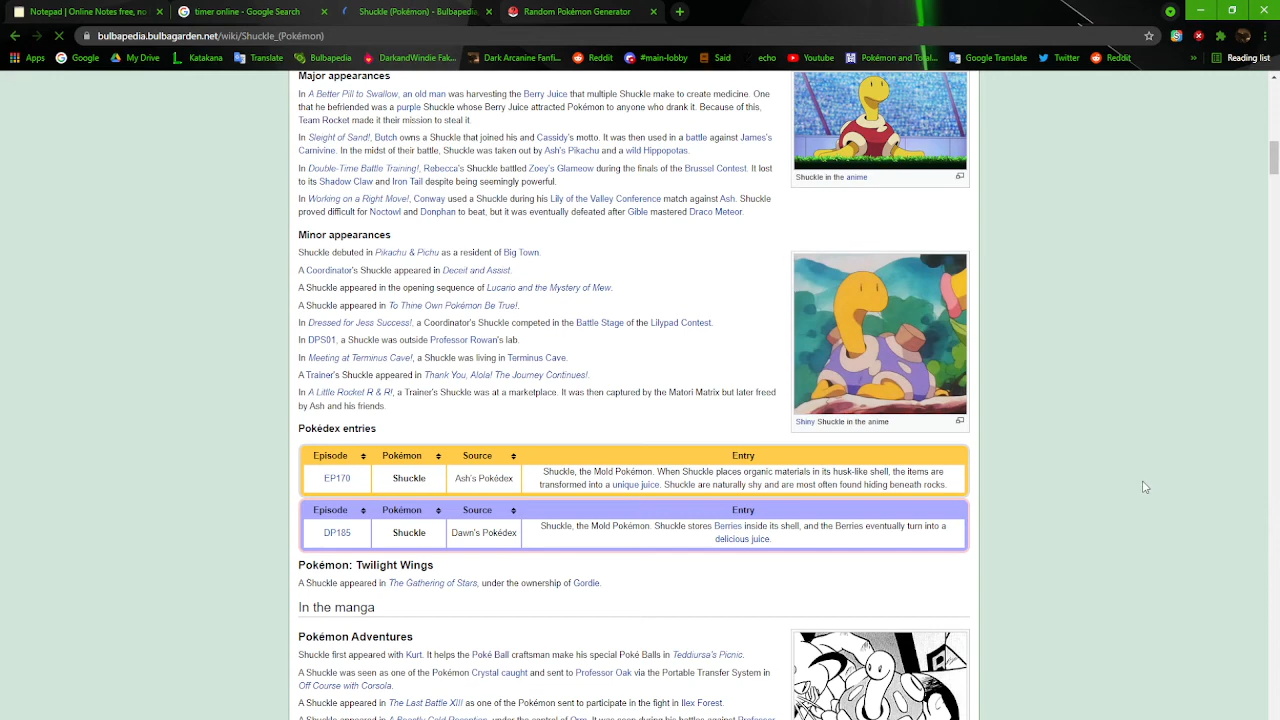 Notepad | Online Notes free, no
timer online - Google Search
Shuckle (Pokémon) - Bulbapedia
Random Pokémon Generator
bulbapedia.bulbagarden.net/wiki/Shuckle_(Pokémon)
Apps Google My Drive Katakana Translate Bulbapedia DarkandWindie Fak... Dark Arcanine Fanfi... Reddit #main-lobby Said echo Youtube Pokémon and Total... Google Translate Twitter Reddit » Reading list
Major appearances
In A Better Pill to Swallow, an old man was harvesting the Berry Juice that multiple Shuckle make to create medicine. One
that he befriended was a purple Shuckle whose Berry Juice attracted Pokémon to anyone who drank it. Because of this,
Team Rocket made it their mission to steal it.
In Sleight of Sand!, Butch owns a Shuckle that joined his and Cassidy's motto. It was then used in a battle against James's
Carnivine. In the midst of their battle, Shuckle was taken out by Ash's Pikachu and a wild Hippopotas.
In Double-Time Battle Training!, Rebecca's Shuckle battled Zoey's Glameow during the finals of the Brussel Contest. It lost
to its Shadow Claw and Iron Tail despite being seemingly powerful.
In Working on a Right Move!, Conway used a Shuckle during his Lily of the Valley Conference match against Ash. Shuckle
proved difficult for Noctowl and Donphan to beat, but it was eventually defeated after Gible mastered Draco Meteor.
Shuckle in the anime
Minor appearances
Shuckle debuted in Pikachu & Pichu as a resident of Big Town.
A Coordinator's Shuckle appeared in Deceit and Assist.
A Shuckle appeared in the opening sequence of Lucario and the Mystery of Mew.
A Shuckle appeared in To Thine Own Pokémon Be True!.
In Dressed for Jess Success!, a Coordinator's Shuckle competed in the Battle Stage of the Lilypad Contest.
In DPS01, a Shuckle was outside Professor Rowan's lab.
In Meeting at Terminus Cave!, a Shuckle was living in Terminus Cave.
A Trainer's Shuckle appeared in Thank You, Alola! The Journey Continues!.
In A Little Rocket R & R!, a Trainer's Shuckle was at a marketplace. It was then captured by the Matori Matrix but later freed
by Ash and his friends.
Shiny Shuckle in the anime
Pokédex entries
Episode Pokémon Source Entry
EP170 Shuckle Ash's Pokédex Shuckle, the Mold Pokémon. When Shuckle places organic materials in its husk-like shell, the items are
transformed into a unique juice. Shuckle are naturally shy and are most often found hiding beneath rocks.
Episode Pokémon Source Entry
DP185 Shuckle Dawn's Pokédex Shuckle, the Mold Pokémon. Shuckle stores Berries inside its shell, and the Berries eventually turn into a
delicious juice.
Pokémon: Twilight Wings
A Shuckle appeared in The Gathering of Stars, under the ownership of Gordie.
In the manga
Pokémon Adventures
Shuckle first appeared with Kurt. It helps the Poké Ball craftsman make his special Poké Balls in Teddiursa's Picnic.
A Shuckle was seen as one of the Pokémon Crystal caught and sent to Professor Oak via the Portable Transfer System in
Off Course with Corsola.
A Shuckle appeared in The Last Battle XIII as one of the Pokémon sent to participate in the fight in Ilex Forest.